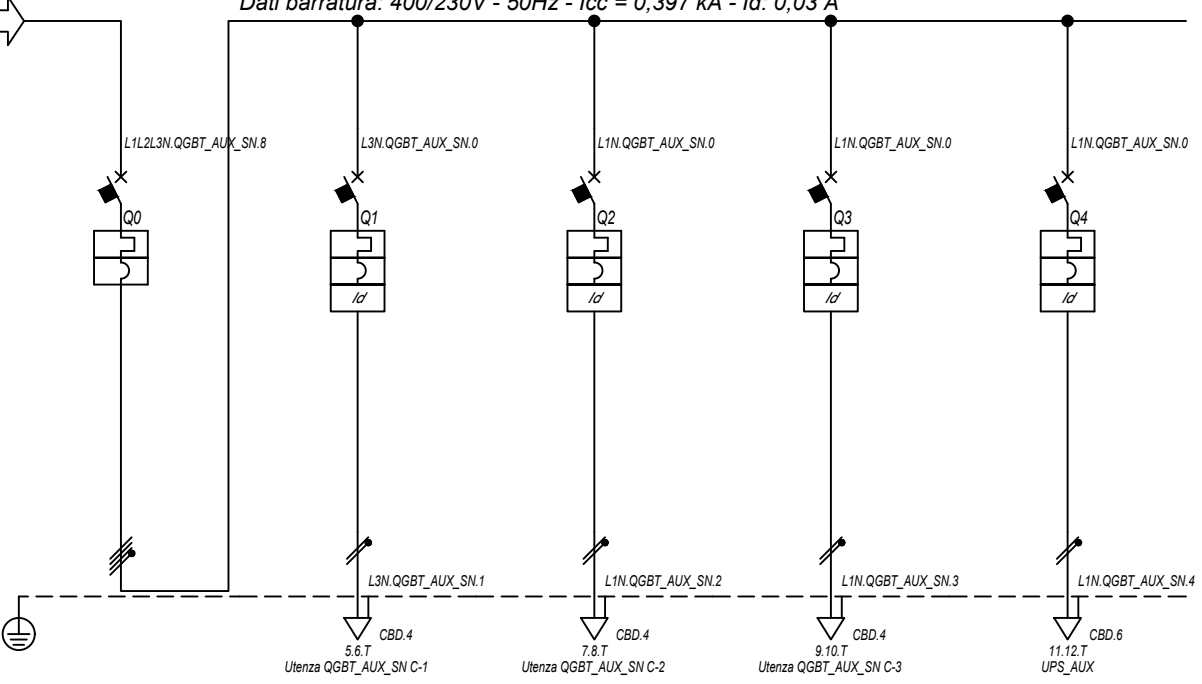 Dati barratura: 400/230V - 50Hz - Icc = 0,397 kA - Id: 0,03 A
L1L2L3N.QGBT_AUX_SN.8
L3N.QGBT_AUX_SN.0
L1N.QGBT_AUX_SN.0
L1N.QGBT_AUX_SN.0
L1N.QGBT_AUX_SN.0
Q0
Q1
Q2
Q3
Q4
Id
Id
Id
Id
L3N.QGBT_AUX_SN.1
L1N.QGBT_AUX_SN.2
L1N.QGBT_AUX_SN.3
L1N.QGBT_AUX_SN.4
CBD.4
CBD.4
CBD.4
CBD.6
5.6.T
Utenza QGBT_AUX_SN C-1
7.8.T
Utenza QGBT_AUX_SN C-2
9.10.T
Utenza QGBT_AUX_SN C-3
11.12.T
UPS_AUX